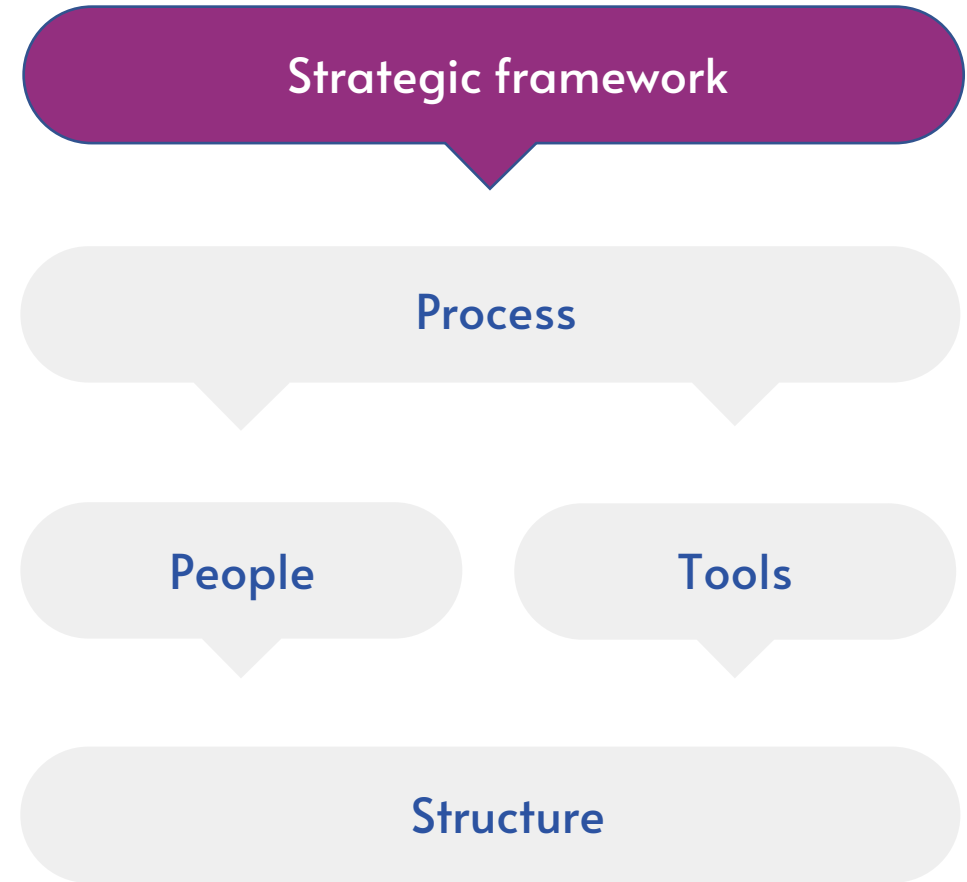 Strategic framework
Process
People
Tools
Structure